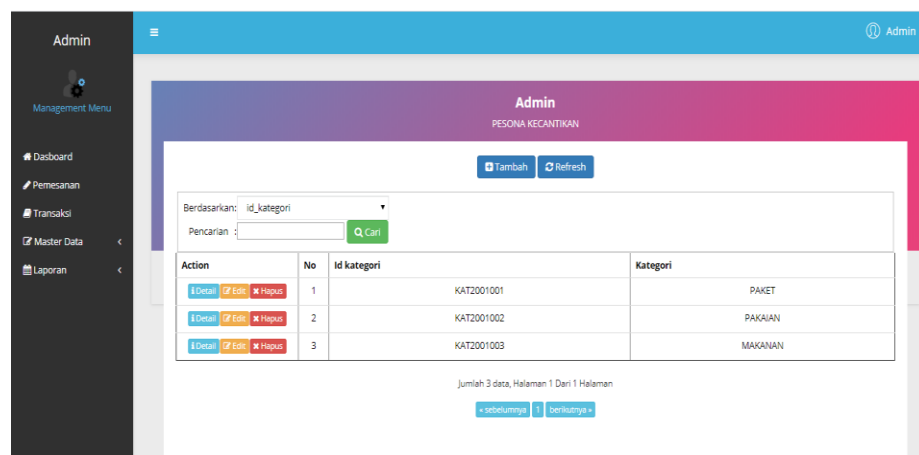 Admin
Admin
Management Menu
Dasboard
Pemesanan
Transaksi
Master Data
Laporan
Admin
PESONA KECANTIKAN
Tambah Refresh
Berdasarkan: id_kategori
Pencarian : Cari
Action No Id kategori Kategori
Detail Edit Hapus 1 KAT2001001 PAKET
Detail Edit Hapus 2 KAT2001002 PAKAIAN
Detail Edit Hapus 3 KAT2001003 MAKANAN
Jumlah 3 data, Halaman 1 Dari 1 Halaman
« sebelumnya 1 berikutnya »